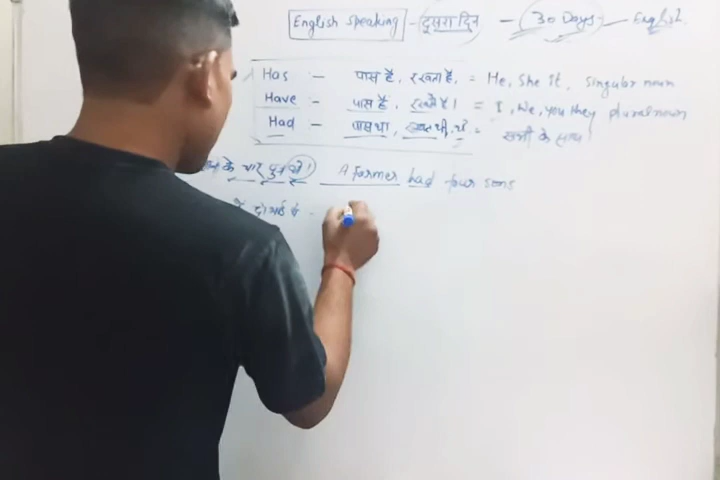 English Speaking - दूसरा दिन - 30 Days - English
Has :- पास है, रखता है, = He, She It, Singular noun
Have :- पास है, रखते है। = I, We, you they plural noun
Had :- पास था, थी, थे = सभी के साथ
के चार पुत्र थे। A farmer had four sons
दो भाई है -